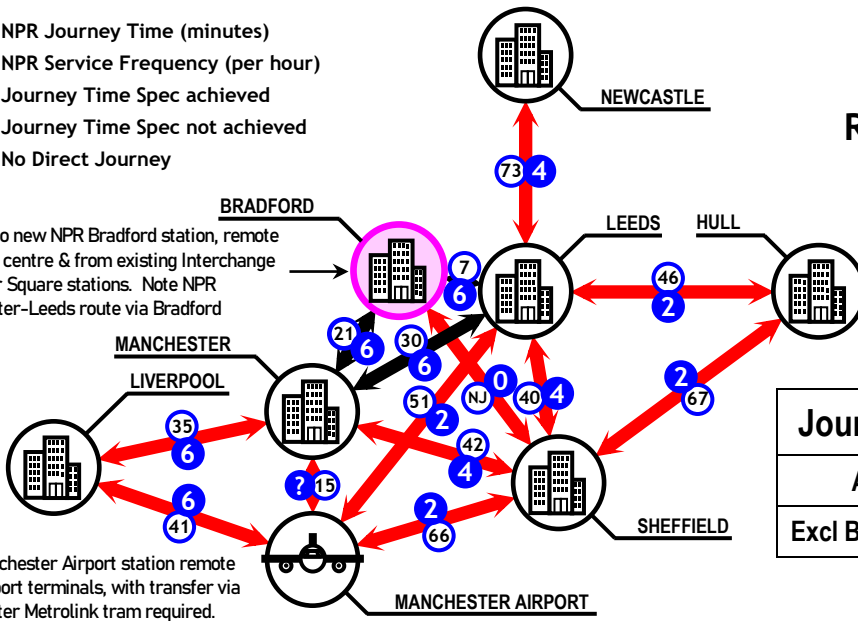 NPR Journey Time (minutes)
NPR Service Frequency (per hour)
Journey Time Spec achieved
Journey Time Spec not achieved
No Direct Journey
R
NEWCASTLE
73 4
BRADFORD
LEEDS
HULL
o new NPR Bradford station, remote
centre & from existing Interchange
r Square stations. Note NPR
ter-Leeds route via Bradford
7
6
46
2
MANCHESTER
21 6
30
6
LIVERPOOL
51
2
NJ 0
40 4
2
67
35
6
42
4
Jour
A
Excl B
6
41
? 15
2
66
SHEFFIELD
chester Airport station remote
port terminals, with transfer via
ter Metrolink tram required.
MANCHESTER AIRPORT